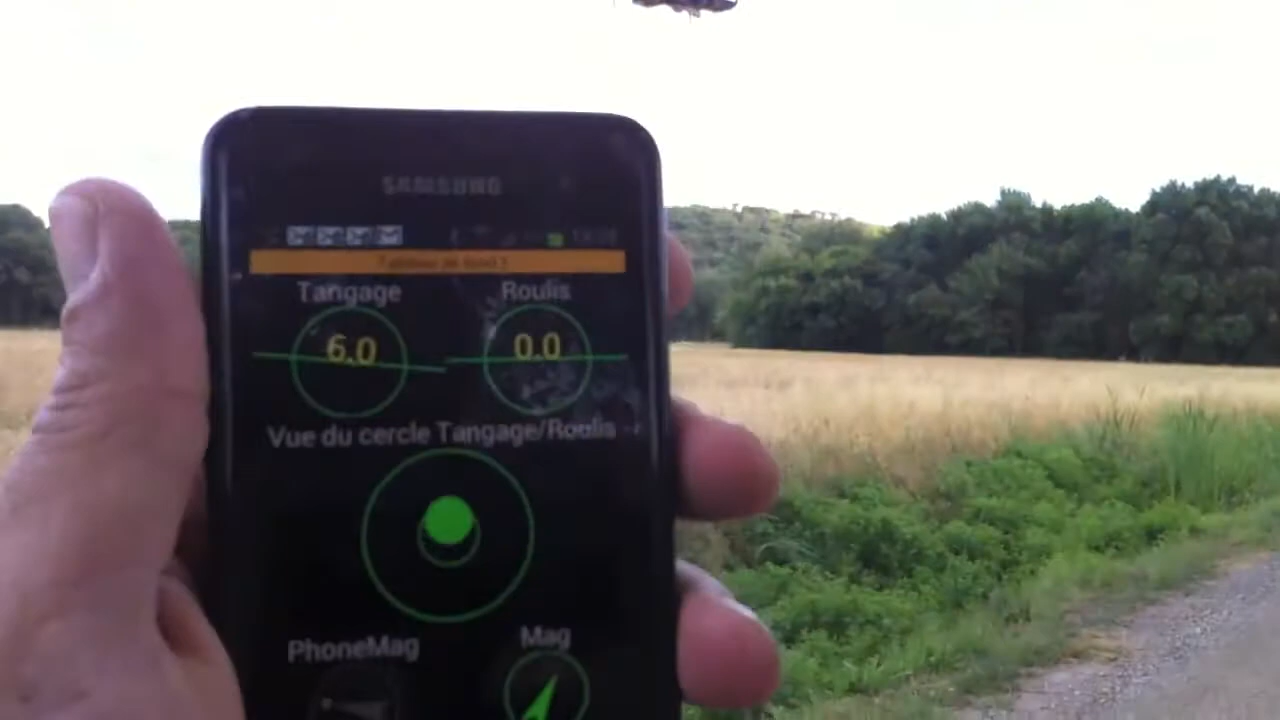 SAMSUNG
Tangage Roulis
6.0 0.0
Vue du cercle Tangage/Roulis
PhoneMag Mag